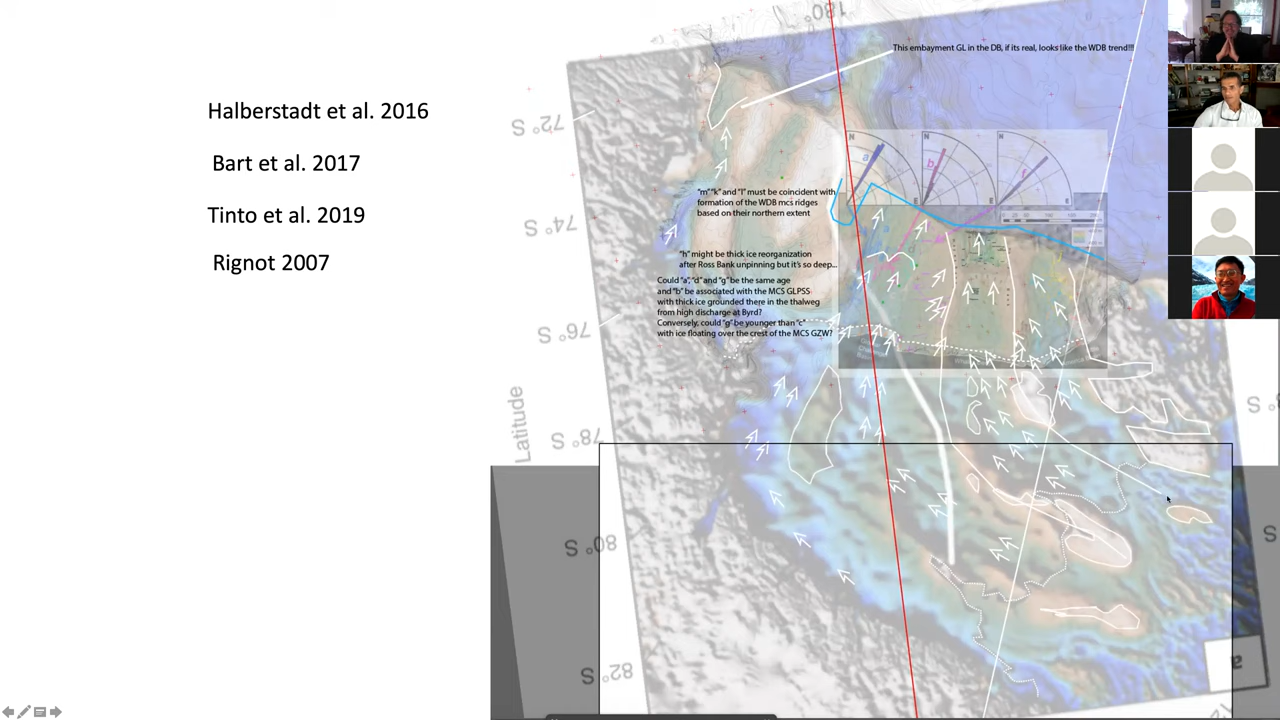 180°
This embayment GL in the DB, if its real, looks like the WDB trend!!!
Halberstadt et al. 2016
72° S
Bart et al. 2017
N
N
N
a
b
f
E
E
"m" "k" and "l" must be coincident with
formation of the WDB mcs ridges
based on their northern extent
Tinto et al. 2019
74° S
"h" might be thick ice reorganization
after Ross Bank unpinning but it's so deep...
Rignot 2007
Could "a", "d" and "g" be the same age
and "b" be associated with the MCS GLPSS
with thick ice grounded there in the thalweg
from high discharge at Byrd?
Conversely, could "g" be younger than "c"
with ice floating over the crest of the MCS GZW?
76° S
Latitude
78° S
S
80° S
S
82° S
a